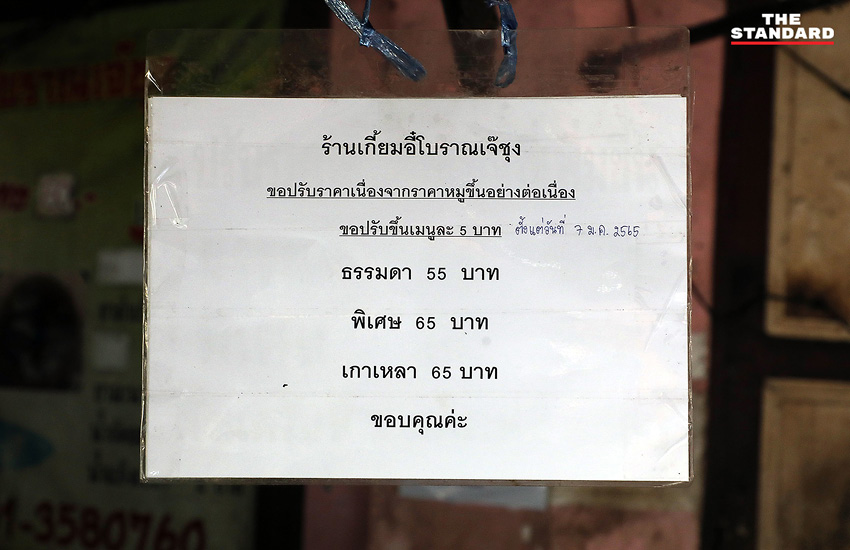 THE
STANDARD
ร้านเกี้ยมอี๋โบราณเจ๊ซุง
ขอปรับราคาเนื่องจากราคาหมูขึ้นอย่างต่อเนื่อง
ขอปรับขึ้นเมนูละ 5 บาท ตั้งแต่วันที่ 7 ม.ค. 2565
ธรรมดา 55 บาท
พิเศษ 65 บาท
เกาเหลา 65 บาท
ขอบคุณค่ะ
1-3580760